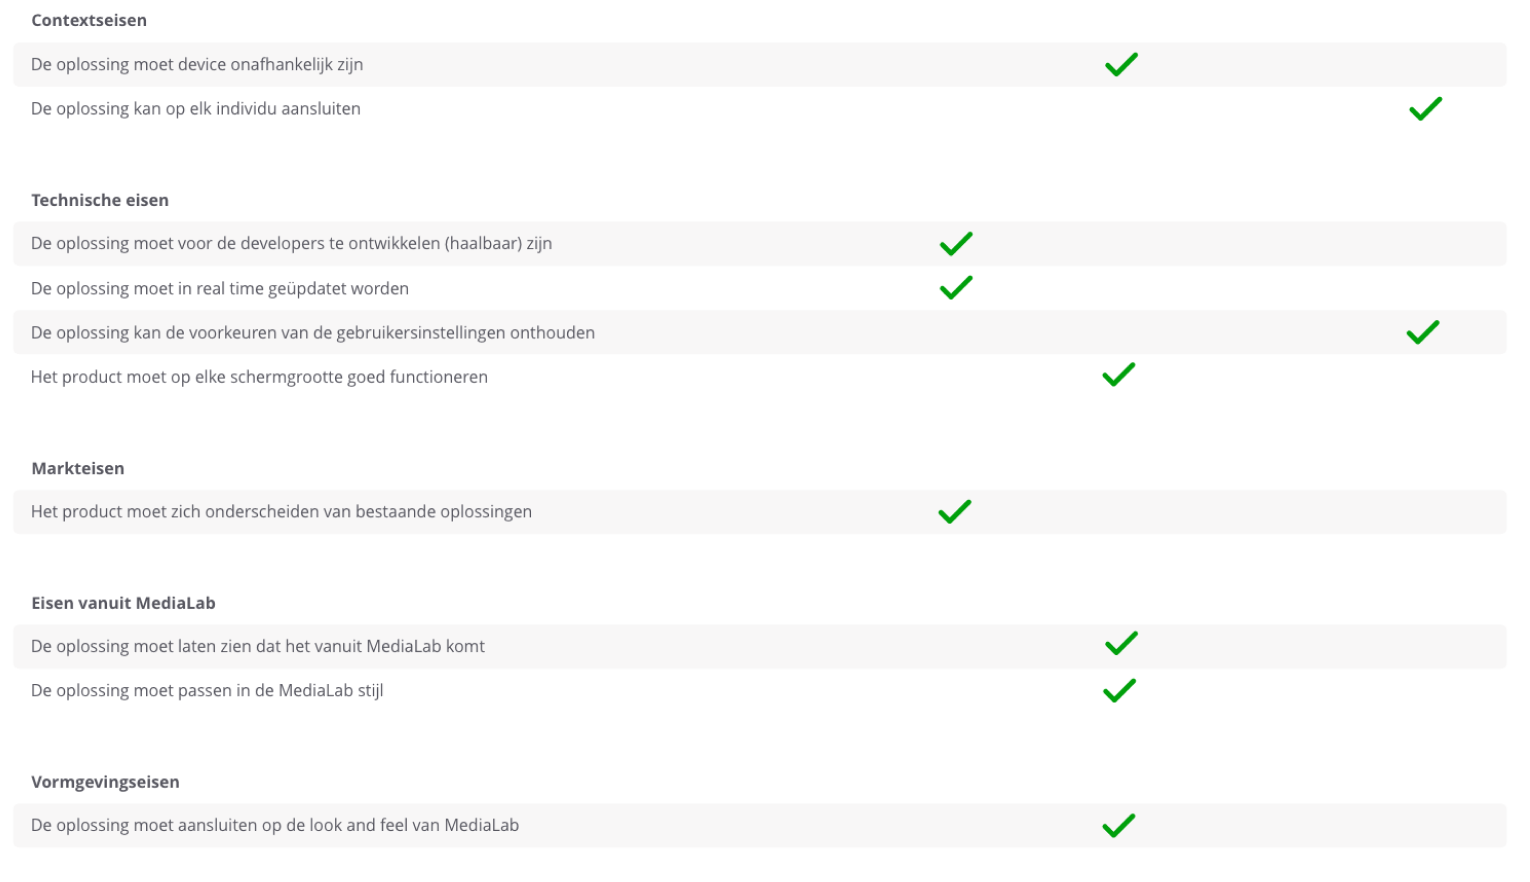 Contextseisen
De oplossing moet device onafhankelijk zijn
De oplossing kan op elk individu aansluiten
Technische eisen
De oplossing moet voor de developers te ontwikkelen (haalbaar) zijn
De oplossing moet in real time geüpdatet worden
De oplossing kan de voorkeuren van de gebruikersinstellingen onthouden
Het product moet op elke schermgrootte goed functioneren
Markteisen
Het product moet zich onderscheiden van bestaande oplossingen
Eisen vanuit MediaLab
De oplossing moet laten zien dat het vanuit MediaLab komt
De oplossing moet passen in de MediaLab stijl
Vormgevingseisen
De oplossing moet aansluiten op de look and feel van MediaLab